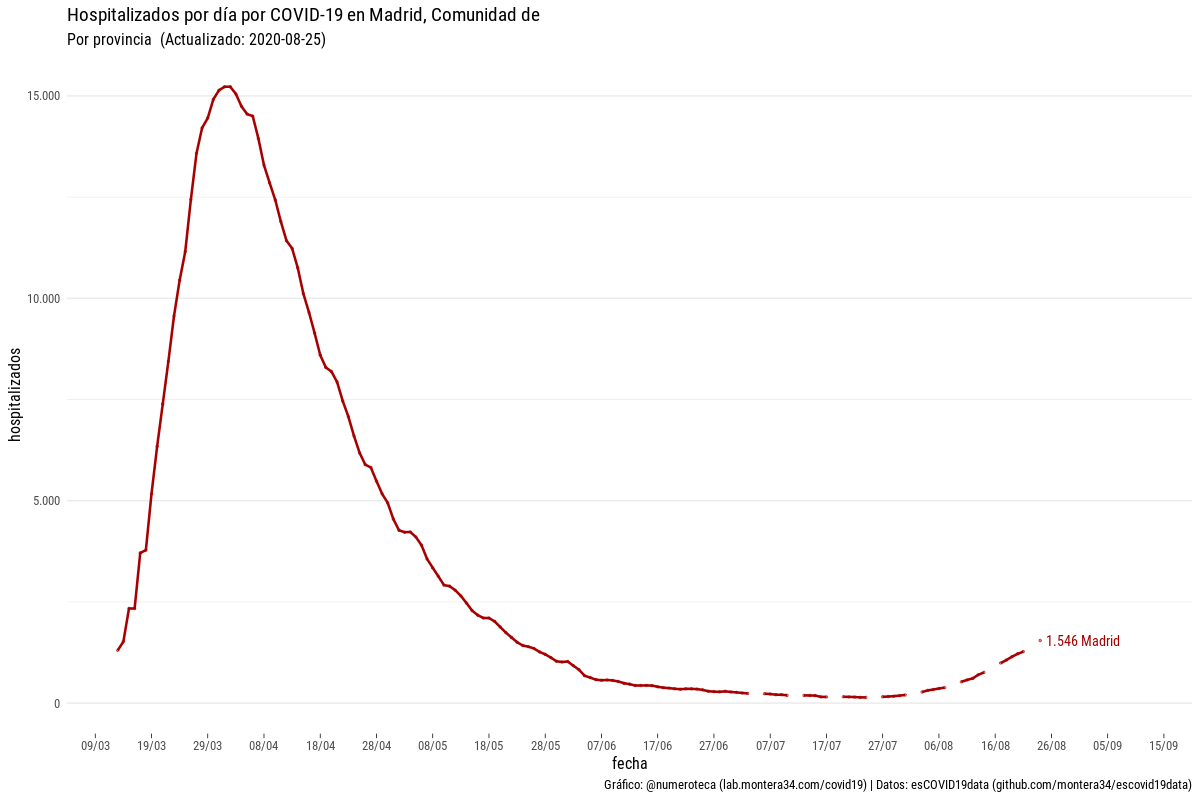 Hospitalizados por día por COVID-19 en Madrid, Comunidad de
Por provincia (Actualizado: 2020-08-25)
15.000
10.000
5.000
0
hospitalizados
1.546 Madrid
09/03 19/03 29/03 08/04 18/04 28/04 08/05 18/05 28/05 07/06 17/06 27/06 07/07 17/07 27/07 06/08 16/08 26/08 05/09 15/09
fecha
Gráfico: @numeroteca (lab.montera34.com/covid19) | Datos: esCOVID19data (github.com/montera34/escovid19data)